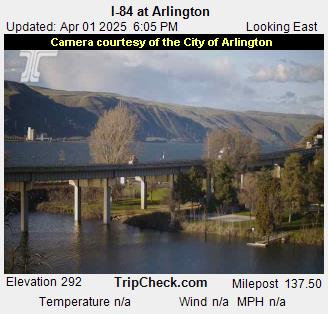 I-84 at Arlington
Updated: Apr 01 2025 6:05 PM Looking East
Camera courtesy of the City of Arlington
Elevation 292 TripCheck.com Milepost 137.50
Temperature n/a Wind n/a MPH n/a